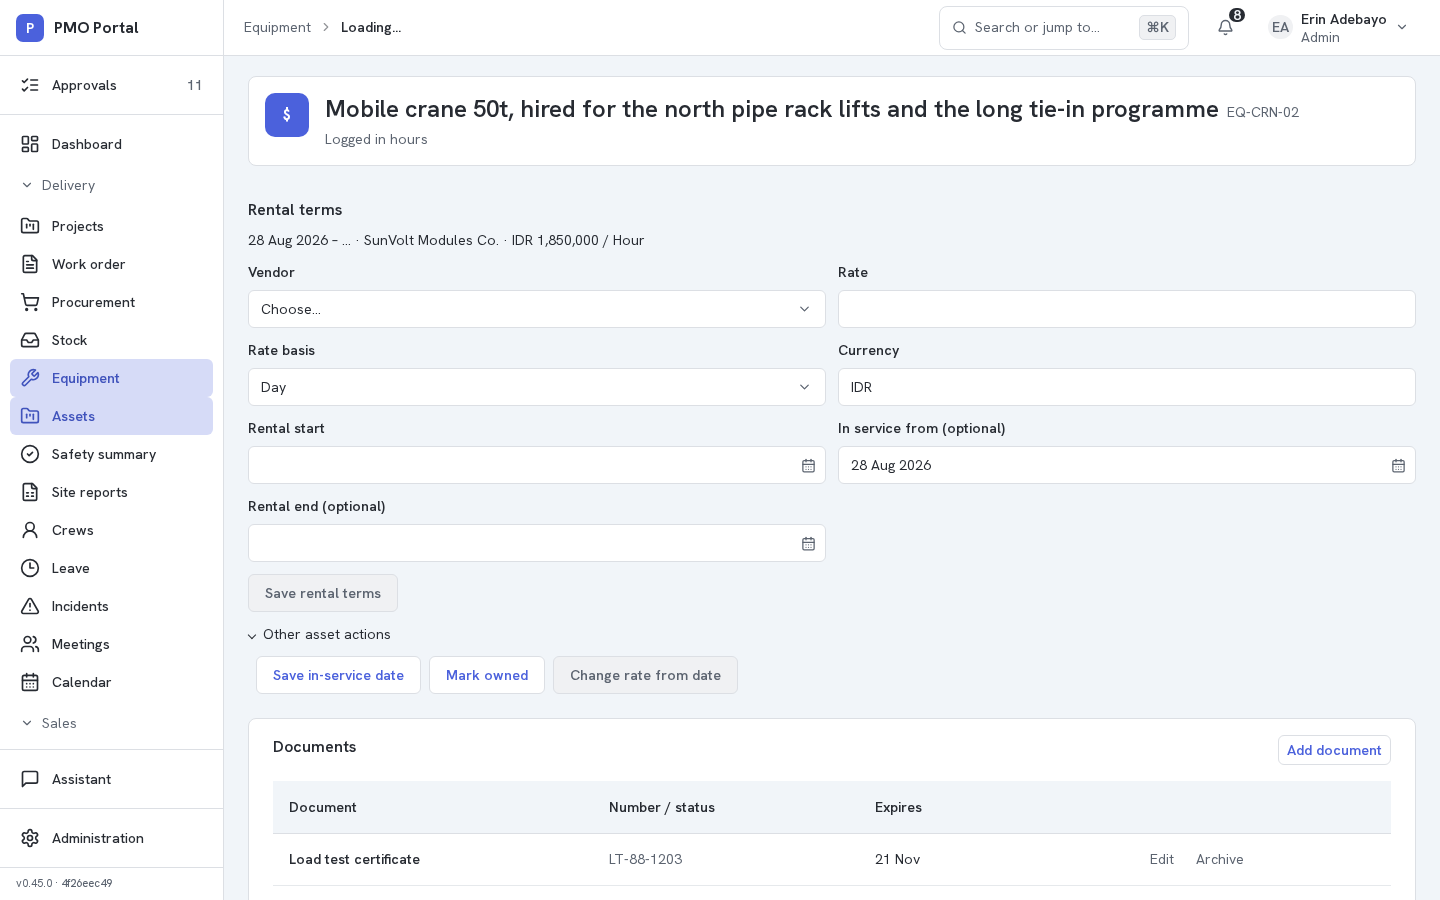 P PMO Portal
Equipment > Loading...
Search or jump to... ⌘K
8
EA
Erin Adebayo
Admin
Approvals 11
Dashboard
Delivery
Projects
Work order
Procurement
Stock
Equipment
Assets
Safety summary
Site reports
Crews
Leave
Incidents
Meetings
Calendar
Sales
Assistant
Administration
v0.45.0 · 4f26eec49
$
Mobile crane 50t, hired for the north pipe rack lifts and the long tie-in programme EQ-CRN-02
Logged in hours
Rental terms
28 Aug 2026 – ... · SunVolt Modules Co. · IDR 1,850,000 / Hour
Vendor
Choose...
Rate
Rate basis
Day
Currency
IDR
Rental start
In service from (optional)
28 Aug 2026
Rental end (optional)
Save rental terms
Other asset actions
Save in-service date Mark owned Change rate from date
Documents Add document
Document Number / status Expires
Load test certificate LT-88-1203 21 Nov Edit Archive